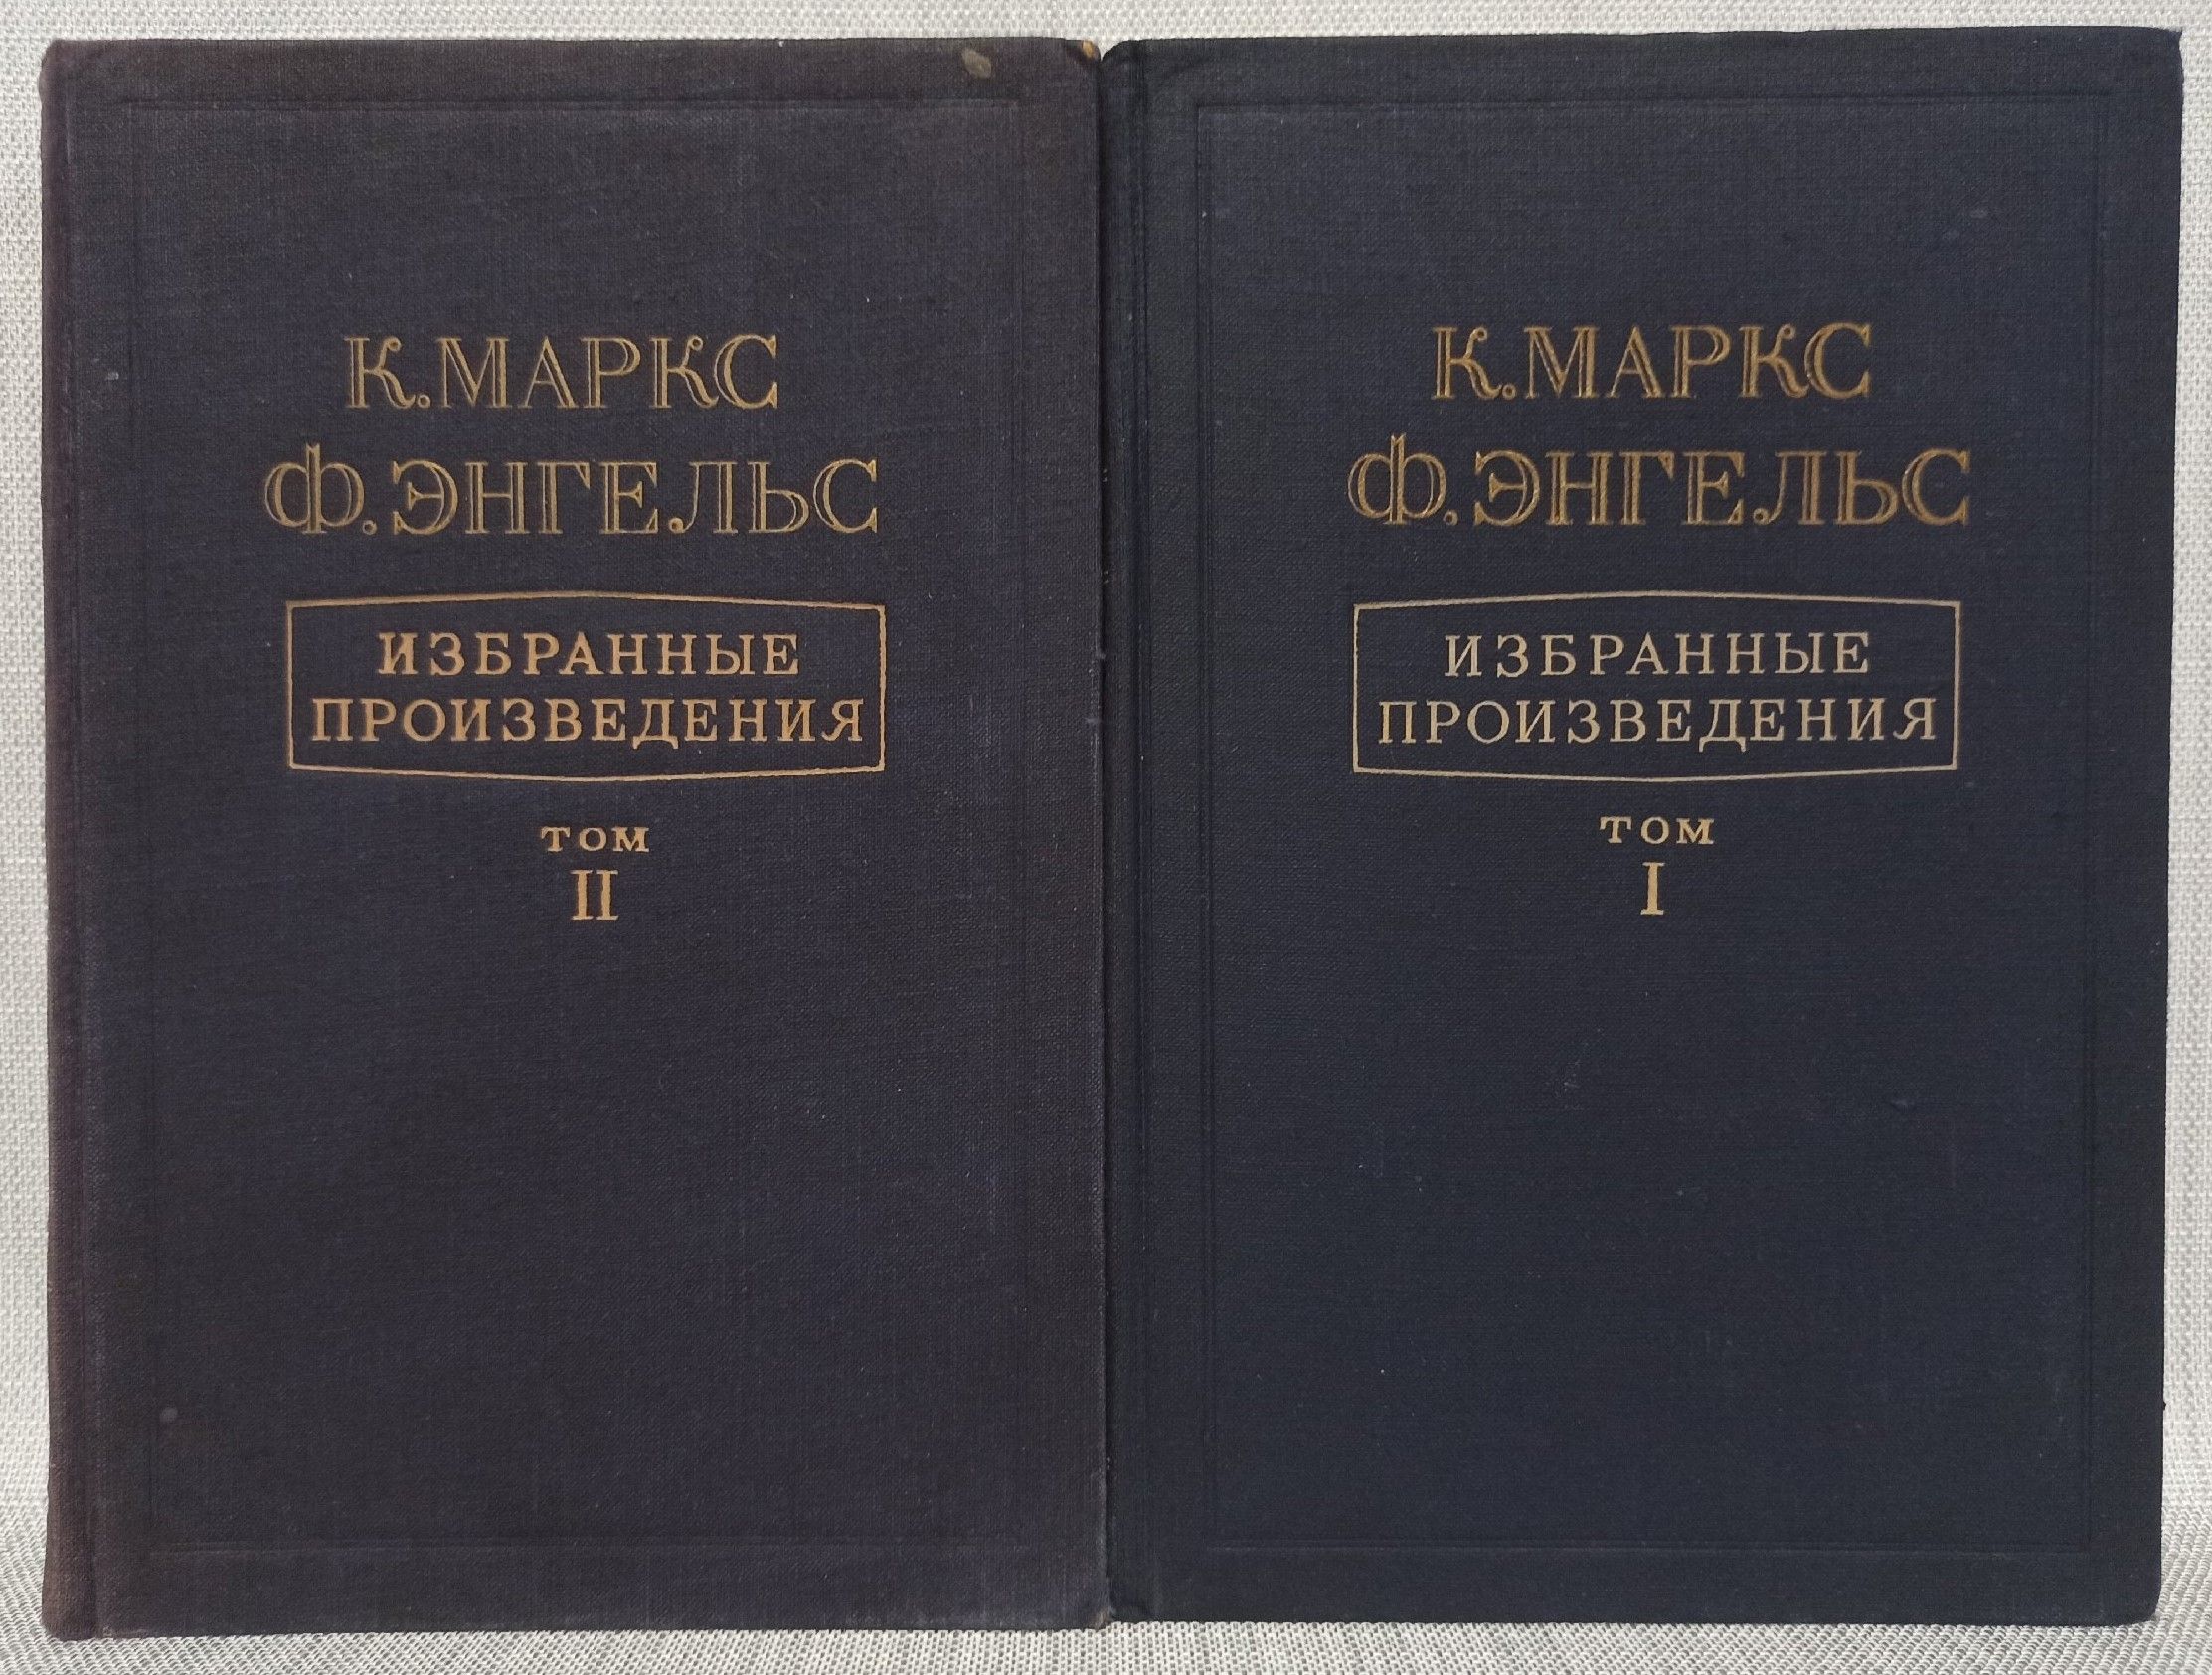 К. МАРКС
Ф. ЭНГЕЛЬС
ИЗБРАННЫЕ
ПРОИЗВЕДЕНИЯ
ТОМ
II
К. МАРКС
Ф. ЭНГЕЛЬС
ИЗБРАННЫЕ
ПРОИЗВЕДЕНИЯ
ТОМ
I